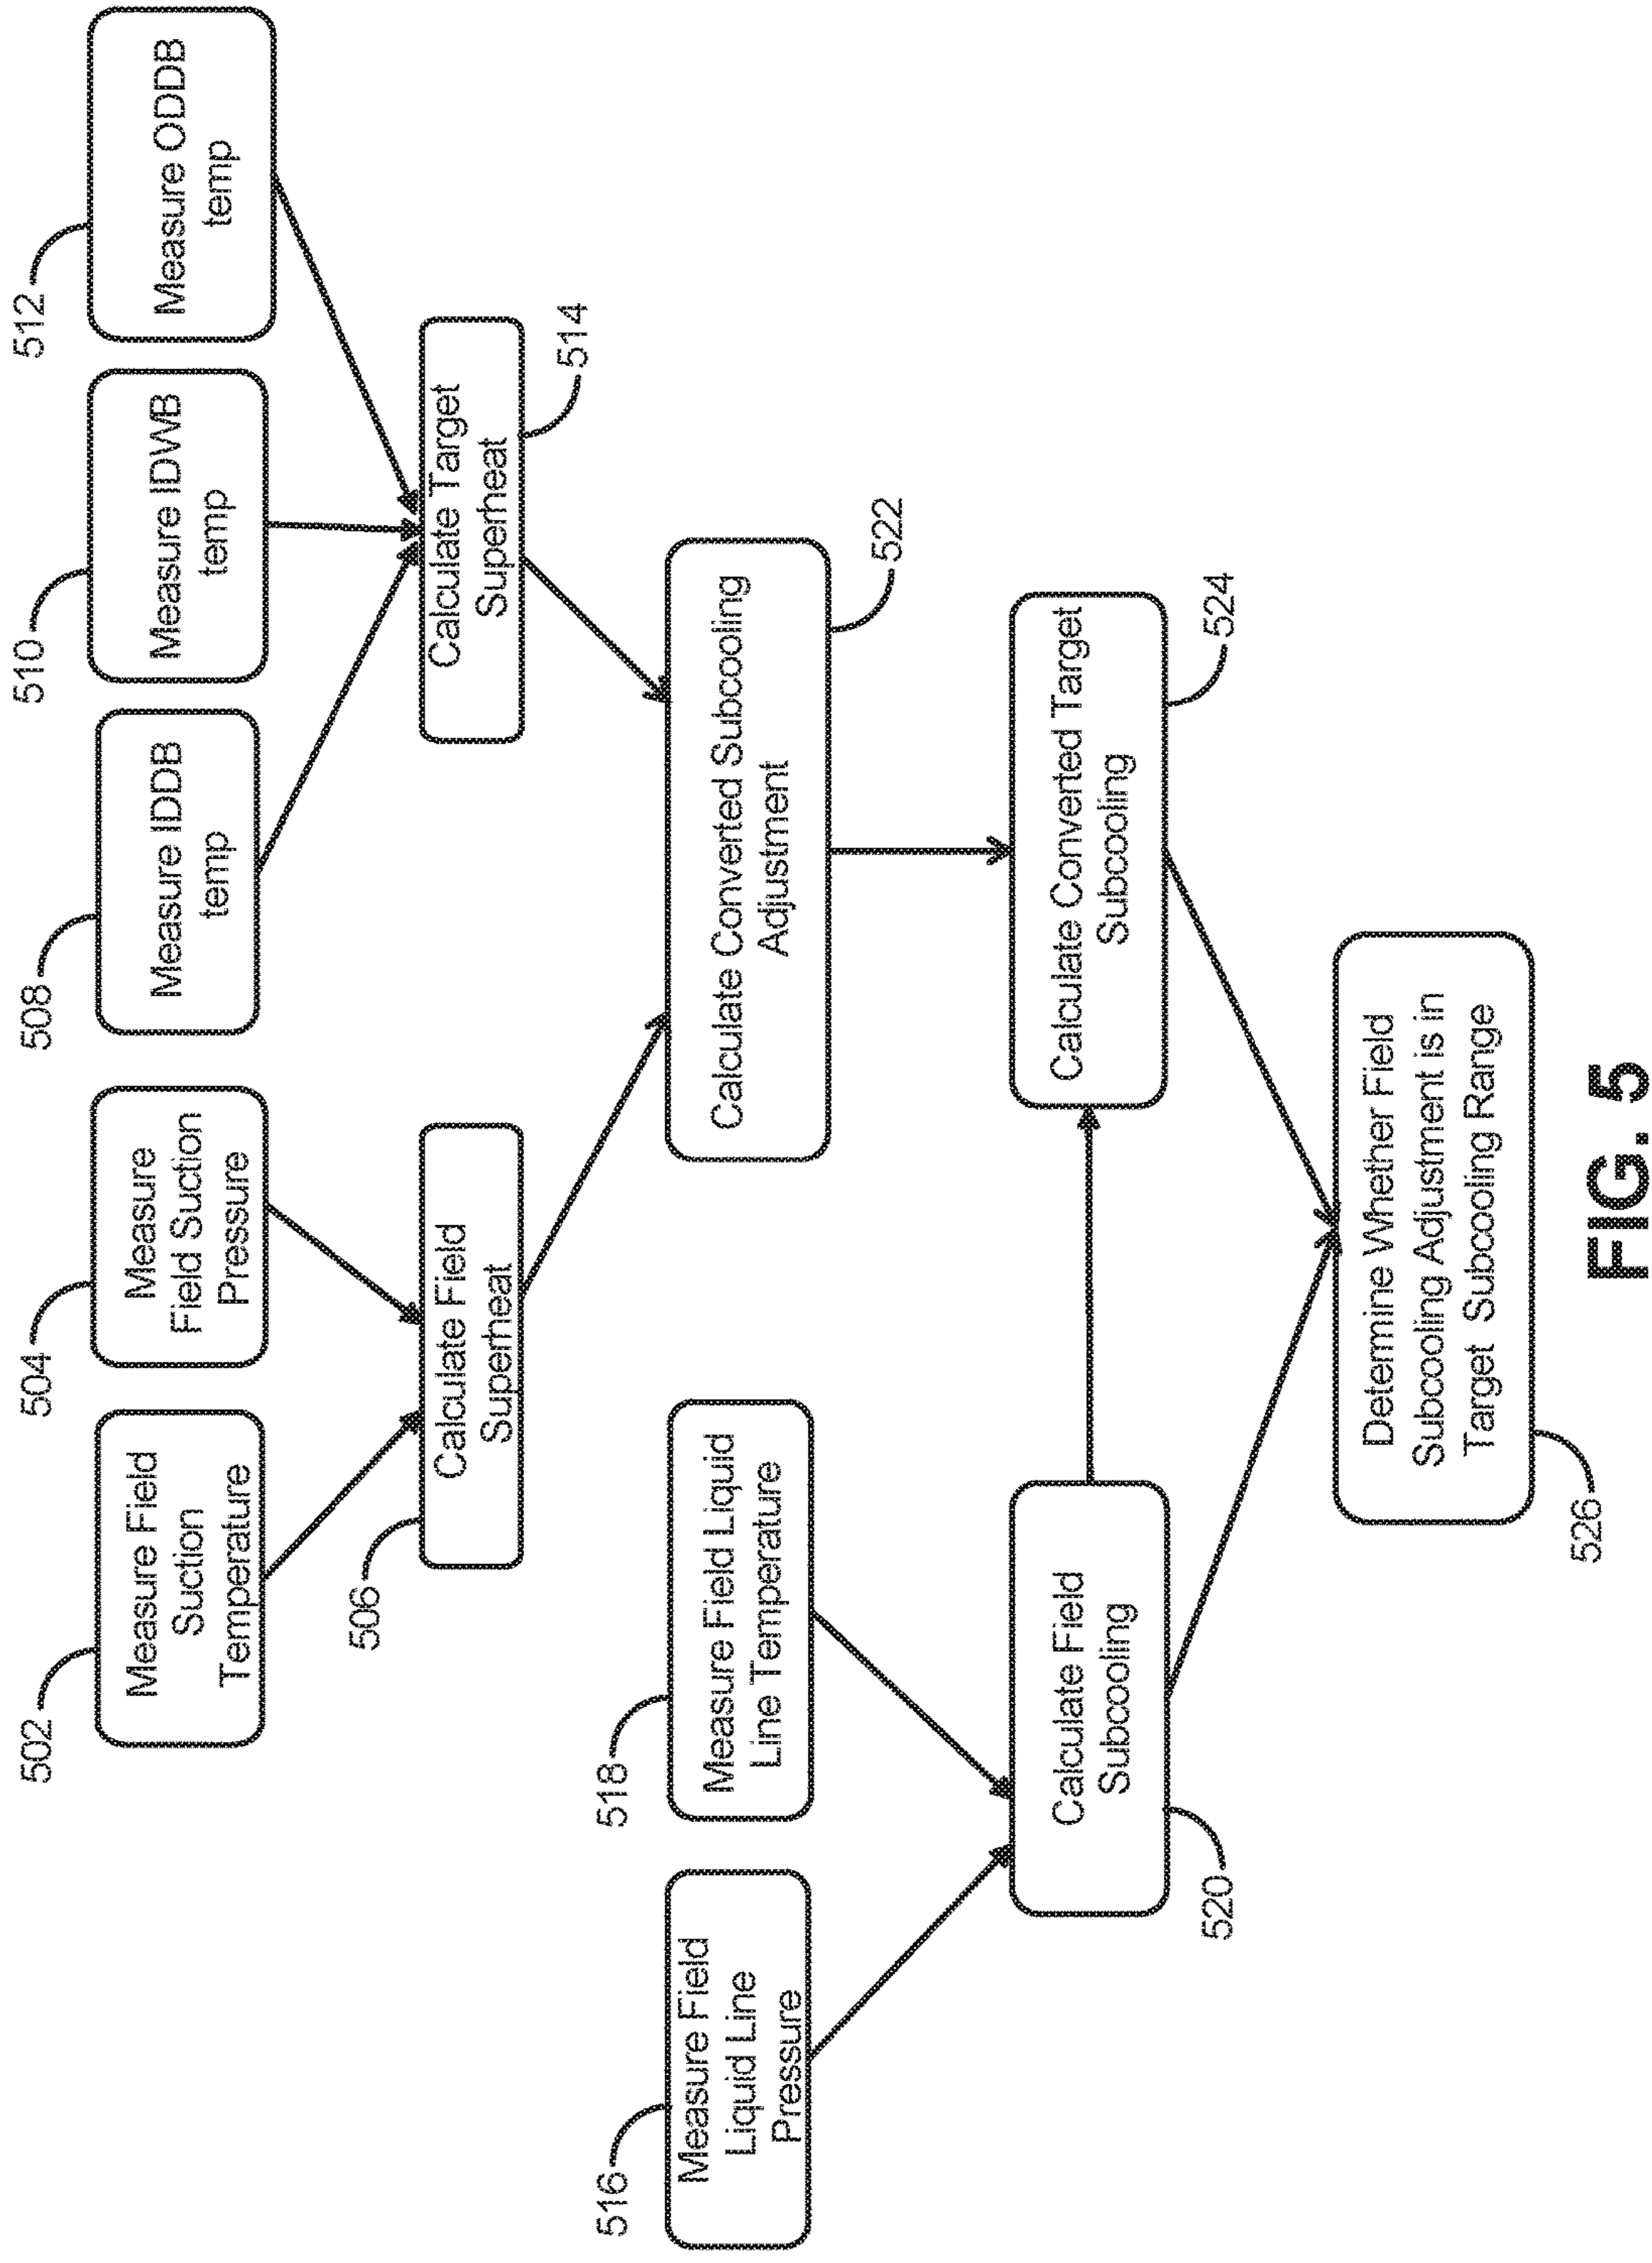 502
Measure Field
Suction
Temperature
504
Measure
Field Suction
Pressure
508
Measure IDDB
temp
510
Measure IDWB
temp
512
Measure ODDB
temp
506
Calculate Field
Superheat
Calculate Target
Superheat
514
516
Measure Field
Liquid Line
Pressure
518
Measure Field Liquid
Line Temperature
Calculate Converted Subcooling
Adjustment
522
Calculate Field
Subcooling
520
Calculate Converted Target
Subcooling
524
Determine Whether Field
Subcooling Adjustment is in
Target Subcooling Range
526
FIG. 5